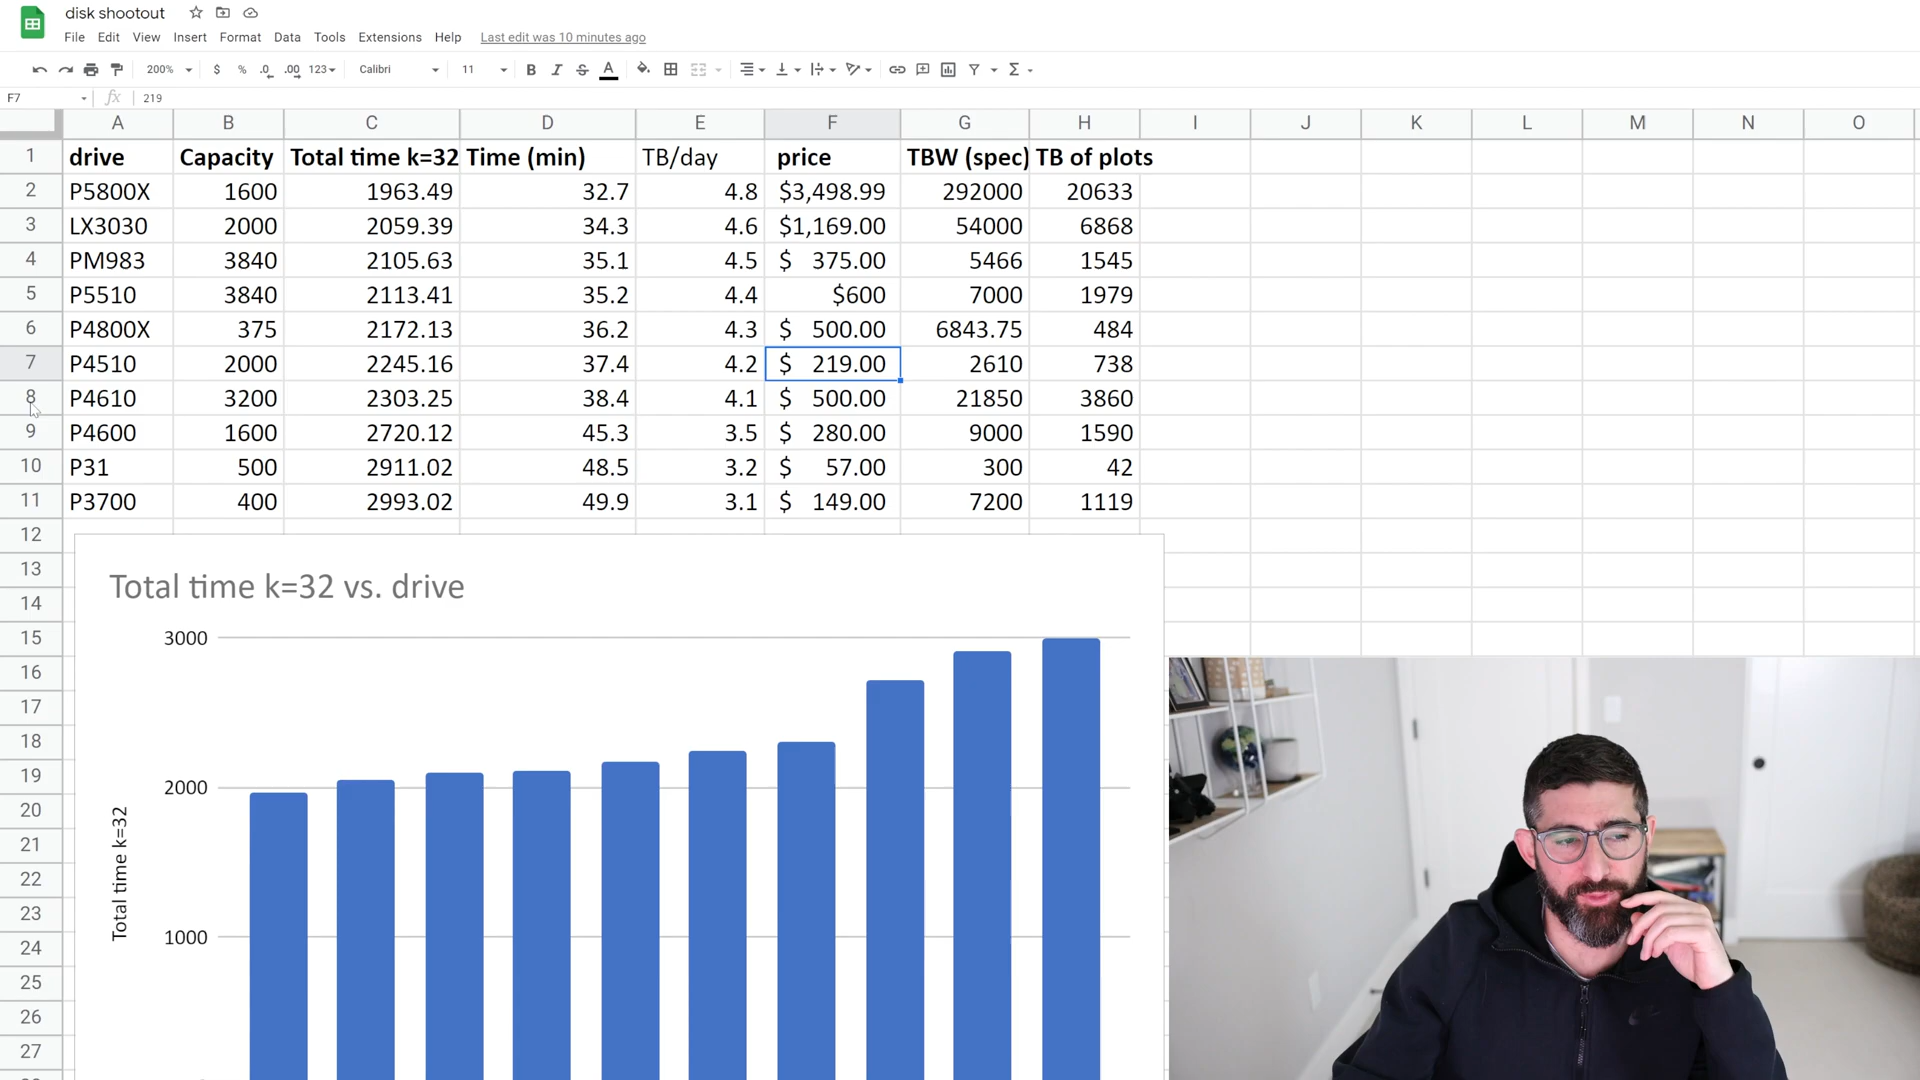 disk shootout
File Edit View Insert Format Data Tools Extensions Help Last edit was 10 minutes ago
200% $ % .0 .00 123 Calibri 11 B I S A Σ
F7 fx 219
A B C D E F G H I J K L M N O
1 drive Capacity Total time k=32 Time (min) TB/day price TBW (spec) TB of plots
2 P5800X 1600 1963.49 32.7 4.8 $3,498.99 292000 20633
3 LX3030 2000 2059.39 34.3 4.6 $1,169.00 54000 6868
4 PM983 3840 2105.63 35.1 4.5 $ 375.00 5466 1545
5 P5510 3840 2113.41 35.2 4.4 $600 7000 1979
6 P4800X 375 2172.13 36.2 4.3 $ 500.00 6843.75 484
7 P4510 2000 2245.16 37.4 4.2 $ 219.00 2610 738
8 P4610 3200 2303.25 38.4 4.1 $ 500.00 21850 3860
9 P4600 1600 2720.12 45.3 3.5 $ 280.00 9000 1590
10 P31 500 2911.02 48.5 3.2 $ 57.00 300 42
11 P3700 400 2993.02 49.9 3.1 $ 149.00 7200 1119
12
13
14
15
16
17
18
19
20
21
22
23
24
25
26
27
Total time k=32 vs. drive
3000
2000
1000
Total time k=32